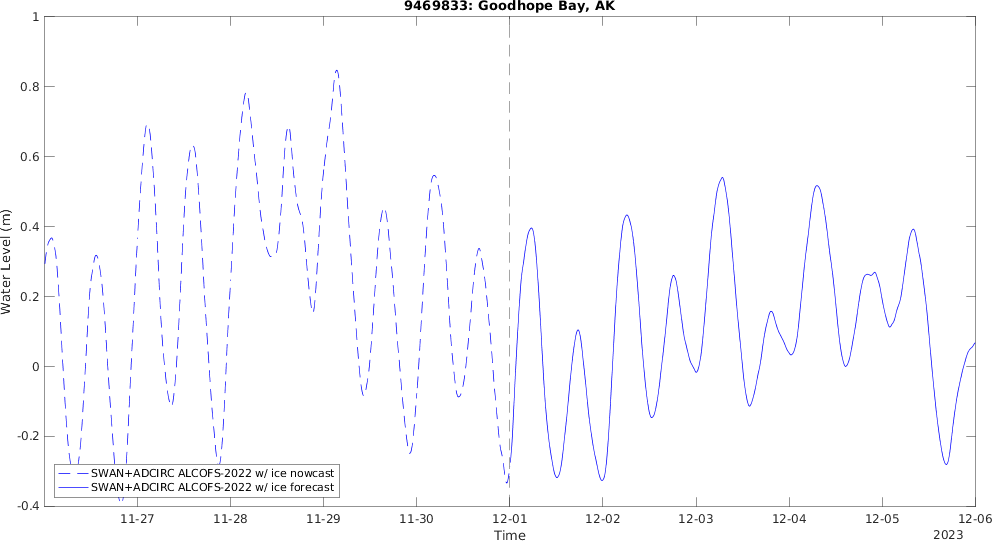 9469833: Goodhope Bay, AK
Water Level (m)
1
0.8
0.6
0.4
0.2
0
-0.2
-0.4
SWAN+ADCIRC ALCOFS-2022 w/ ice nowcast
SWAN+ADCIRC ALCOFS-2022 w/ ice forecast
11-27 11-28 11-29 11-30 12-01 12-02 12-03 12-04 12-05 12-06
Time
2023